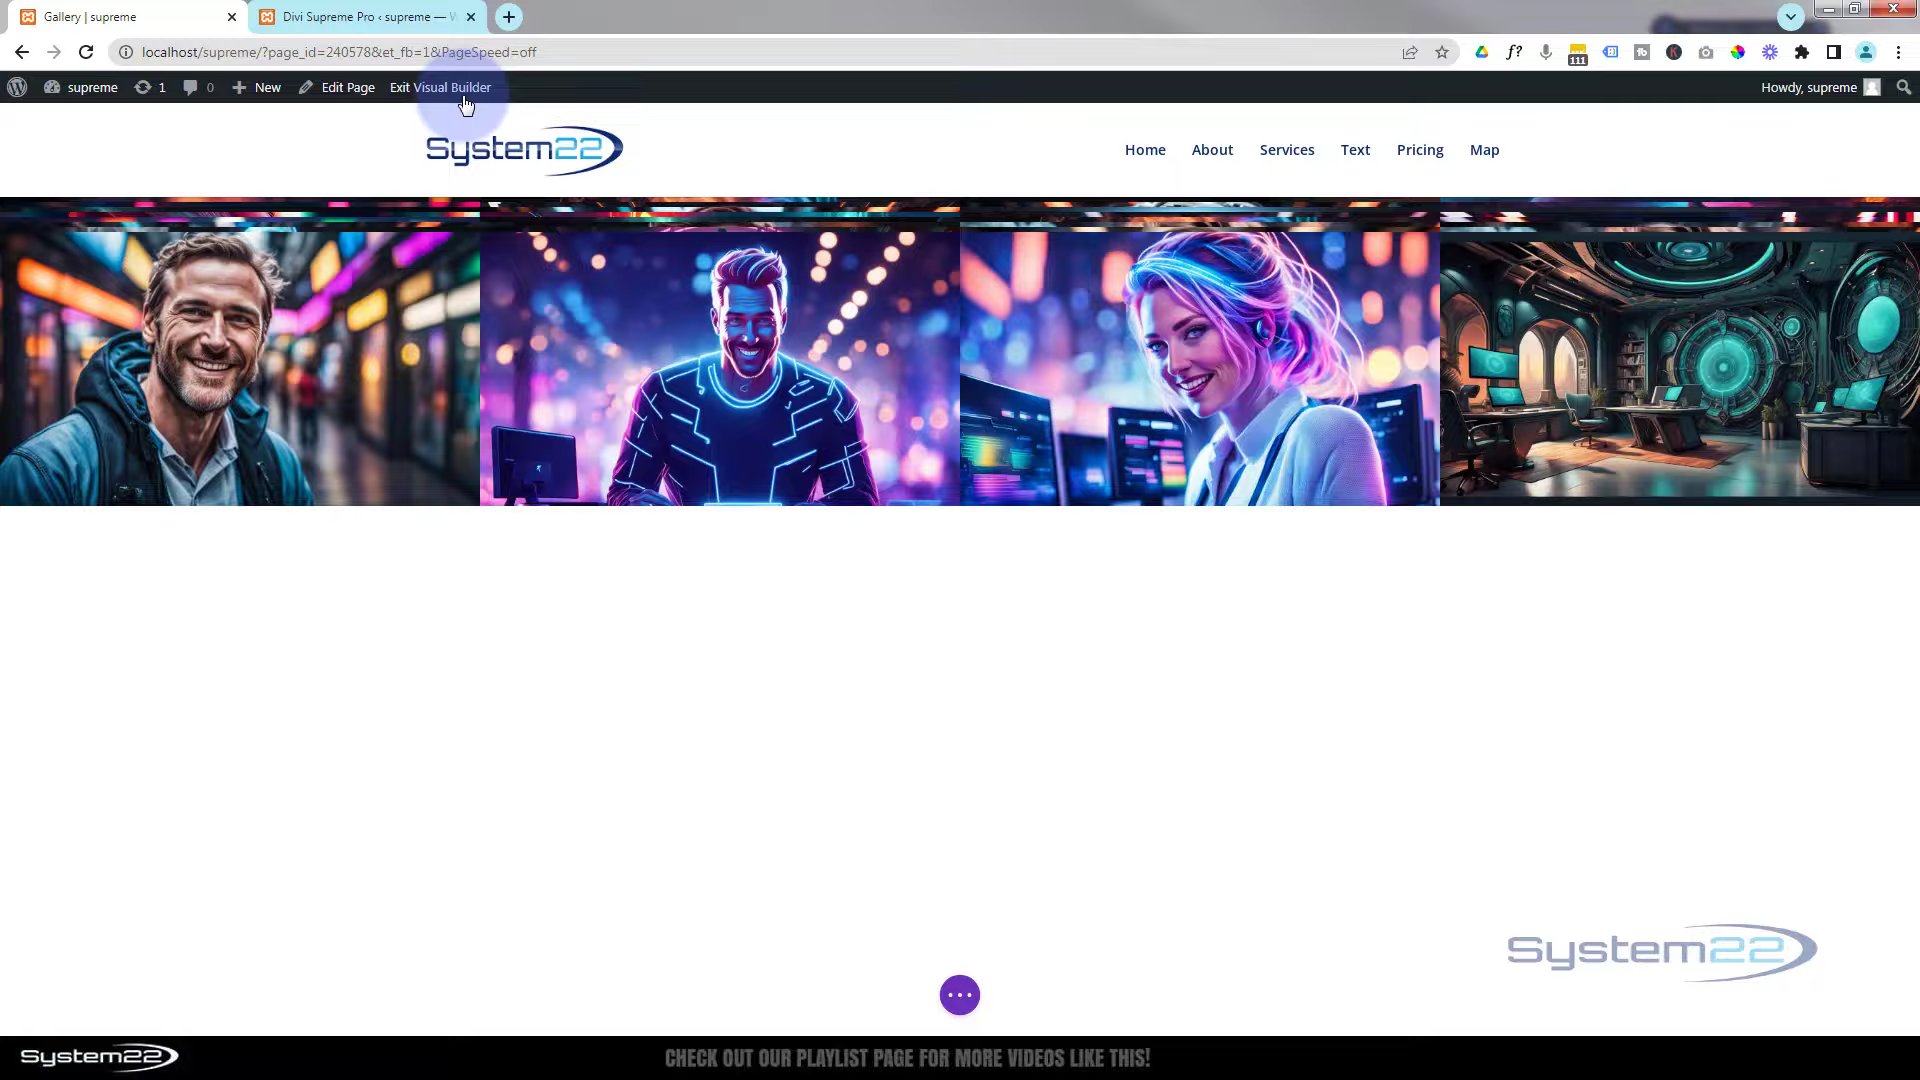 Gallery | supreme
Divi Supreme Pro ‹ supreme — W
localhost/supreme/?page_id=240578&et_fb=1&PageSpeed=off
111
supreme
1
0
New
Edit Page
Exit Visual Builder
Howdy, supreme
System22
Home
About
Services
Text
Pricing
Map
System22
System22
CHECK OUT OUR PLAYLIST PAGE FOR MORE VIDEOS LIKE THIS!